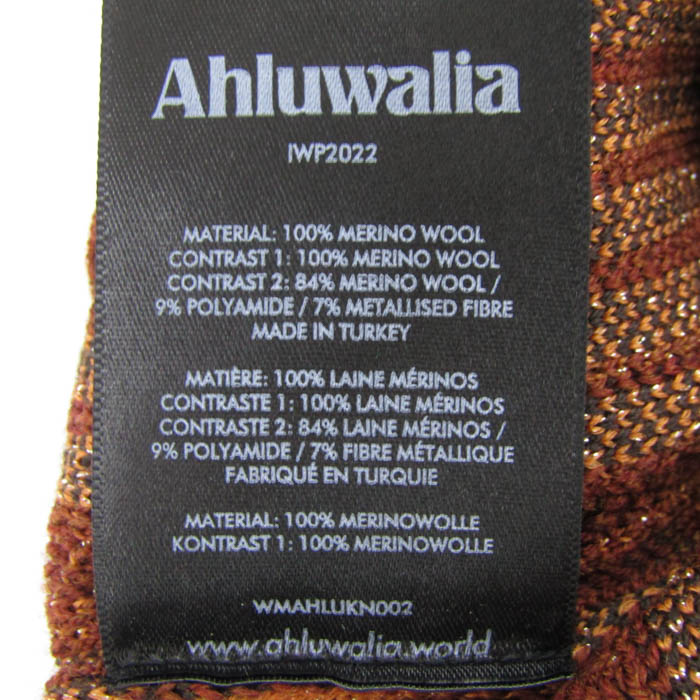 Ahluwalia
IWP2022
MATERIAL: 100% MERINO WOOL
CONTRAST 1: 100% MERINO WOOL
CONTRAST 2: 84% MERINO WOOL /
9% POLYAMIDE / 7% METALLISED FIBRE
MADE IN TURKEY
MATIÈRE: 100% LAINE MÉRINOS
CONTRASTE 1: 100% LAINE MÉRINOS
CONTRASTE 2: 84% LAINE MÉRINOS /
9% POLYAMIDE / 7% FIBRE MÉTALLIQUE
FABRIQUÉ EN TURQUIE
MATERIAL: 100% MERINOWOLLE
KONTRAST 1: 100% MERINOWOLLE
WMAHLUKN002
www.ahluwalia.world